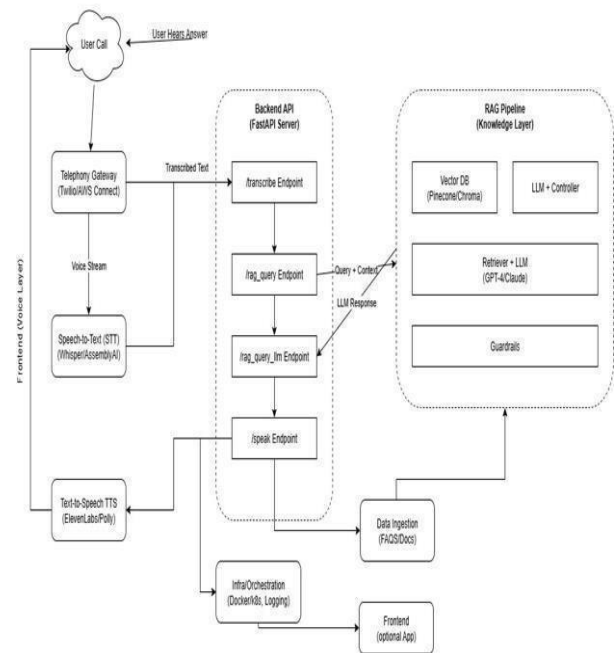 User Call
User Hears Answer
Backend API
(FastAPI Server)
RAG Pipeline
(Knowledge Layer)
Telephony Gateway
(Twilio/AWS Connect)
Transcribed Text
/transcribe Endpoint
Vector DB
(Pinecone/Chroma)
LLM + Controller
Voice Stream
/rag_query Endpoint
Query + Context
Retriever + LLM
(GPT-4/Claude)
LLM Response
Frontend (Voice Layer)
Speech-to-Text (STT)
(Whisper/AssemblyAI)
/rag_query_llm Endpoint
Guardrails
/speak Endpoint
Text-to-Speech TTS
(ElevenLabs/Polly)
Data Ingestion
(FAQS/Docs)
Infra/Orchestration
(Docker/k8s, Logging)
Frontend
(optional App)